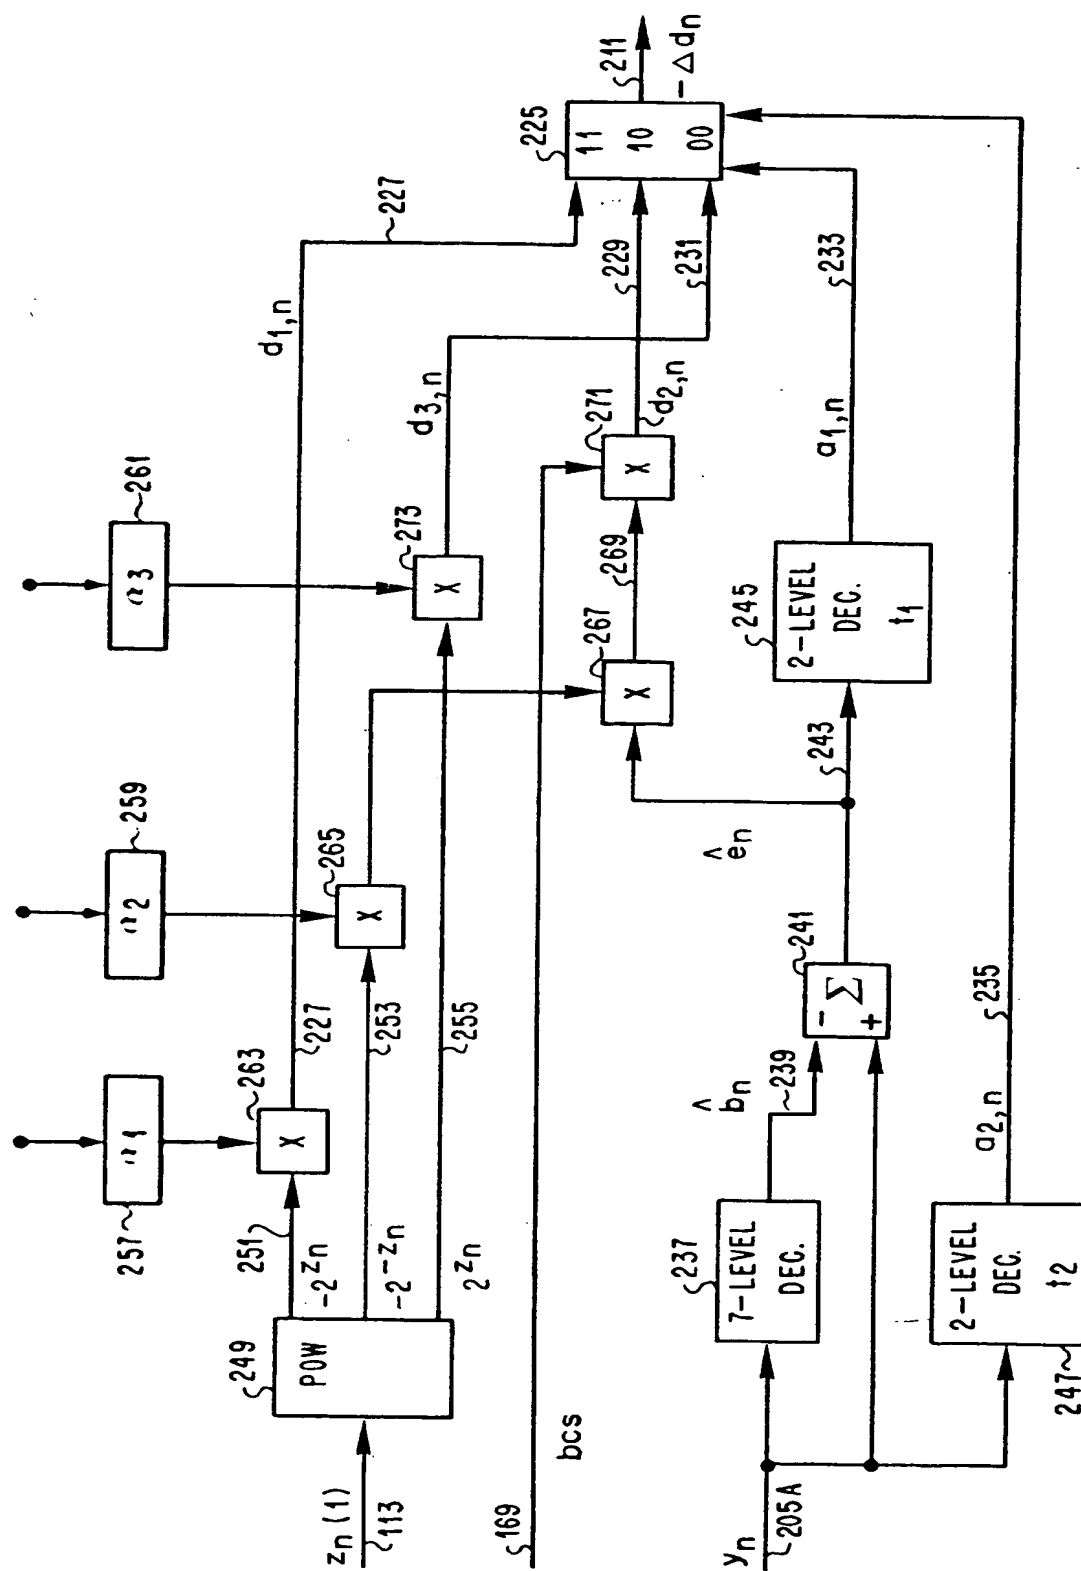 α3
261
α2
259
α1
257
263
227
d1,n
227
265
273
d3,n
249
POW
251
-2^zn
253
-2^-zn
255
2^zn
zn(1)
113
169
bcs
267
X
269
271
X
d2,n
229
231
X
X
X
225
11
10
00
211
-Δdn
yn
205A
237
7-LEVEL
DEC.
b̂n
239
241
-
+
Σ
ên
243
245
2-LEVEL
DEC.
t1
a1,n
233
247
2-LEVEL
DEC.
t2
a2,n
235